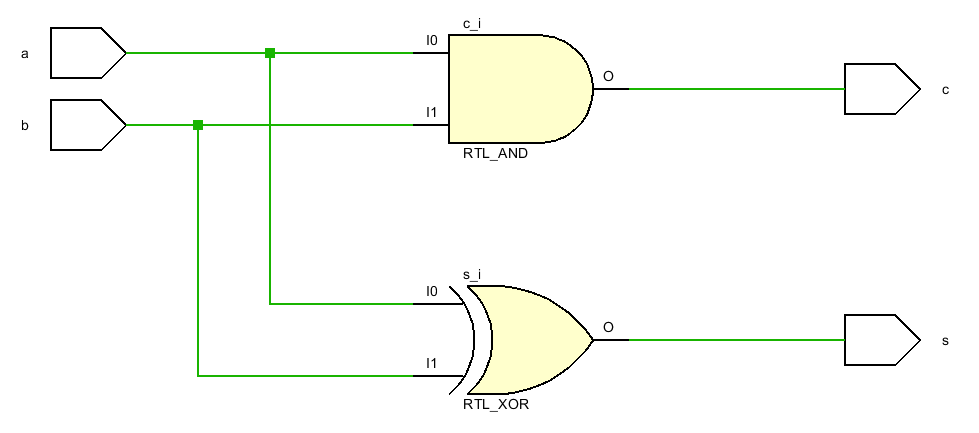 c_i
a
I0
O
c
b
I1
RTL_AND
s_i
I0
O
s
I1
RTL_XOR